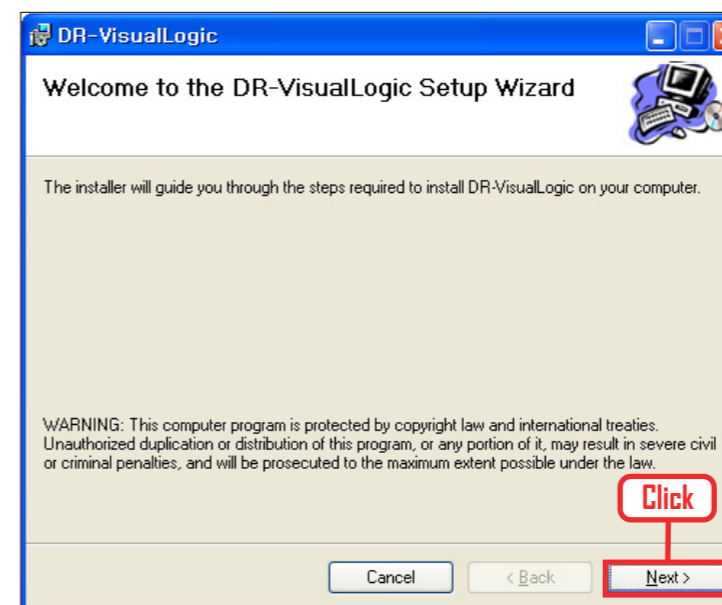 DR-VisualLogic
Welcome to the DR-VisualLogic Setup Wizard
The installer will guide you through the steps required to install DR-VisualLogic on your computer.
WARNING: This computer program is protected by copyright law and international treaties.
Unauthorized duplication or distribution of this program, or any portion of it, may result in severe civil
or criminal penalties, and will be prosecuted to the maximum extent possible under the law.
Click
Cancel < Back Next >